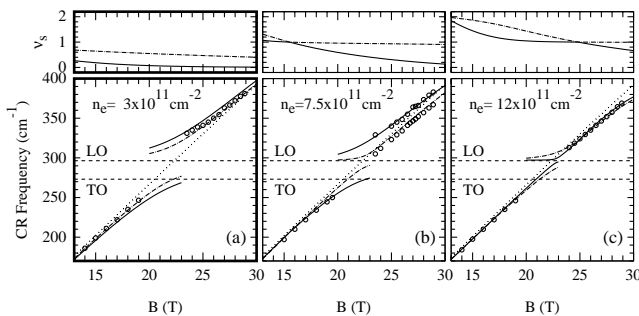 ν_s
2
1
0
400
350
300
250
200
CR Frequency (cm⁻¹)
n_e= 3x10¹¹cm⁻²
n_e=7.5x10¹¹cm⁻²
n_e= 12x10¹¹cm⁻²
LO
LO
LO
TO
TO
TO
(a)
(b)
(c)
15 20 25 30
15 20 25 30
15 20 25 30
B (T)
B (T)
B (T)